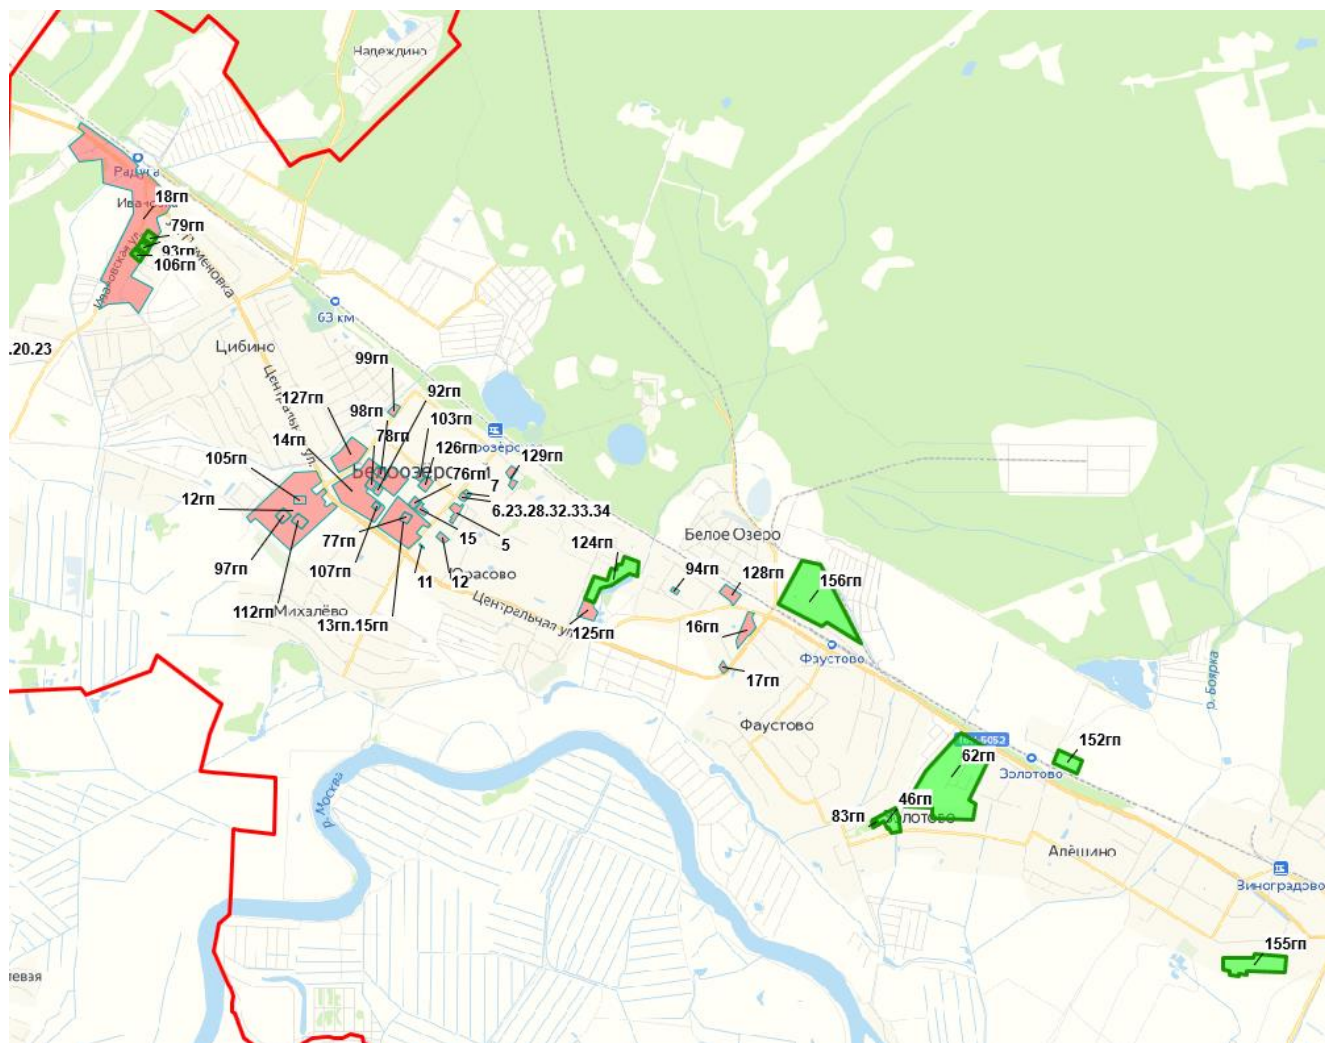 Надеждино
Радуга
18гп
79гп
93гп
106гп
Ивановская ул.
63 км
.20.23
Цибино
99гп
92гп
127гп
98гп
103гп
14гп
78гп
126гп
Центральная ул.
105гп
76гп
129гп
Белоозёрский
7
12гп
6.23.28.32.33.34
77гп
15
5
124гп
Белое Озеро
97гп
107гп
11
12
Юрасово
94гп
128гп
156гп
112гп
Михалёво
13гп.15гп
Центральная ул.
125гп
16гп
Фаустово
17гп
р. Боярка
Фаустово
62гп
152гп
Золотово
р. Москва
46гп
83гп
Золотово
Алёшино
Виноградово
155гп
левая